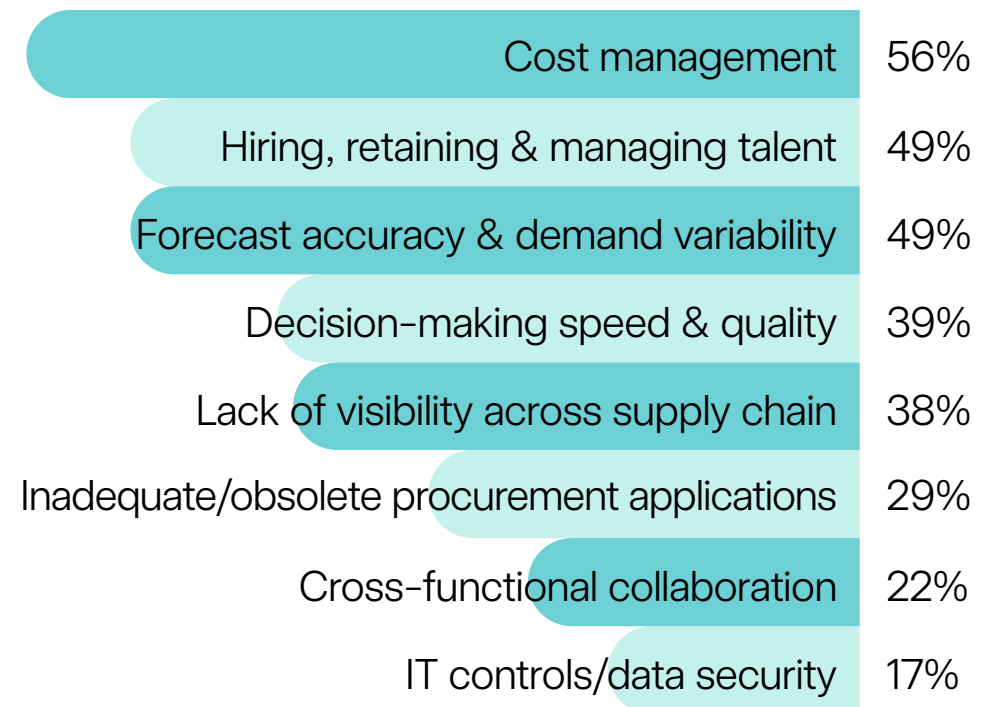 Cost management 56%
Hiring, retaining & managing talent 49%
Forecast accuracy & demand variability 49%
Decision-making speed & quality 39%
Lack of visibility across supply chain 38%
Inadequate/obsolete procurement applications 29%
Cross-functional collaboration 22%
IT controls/data security 17%